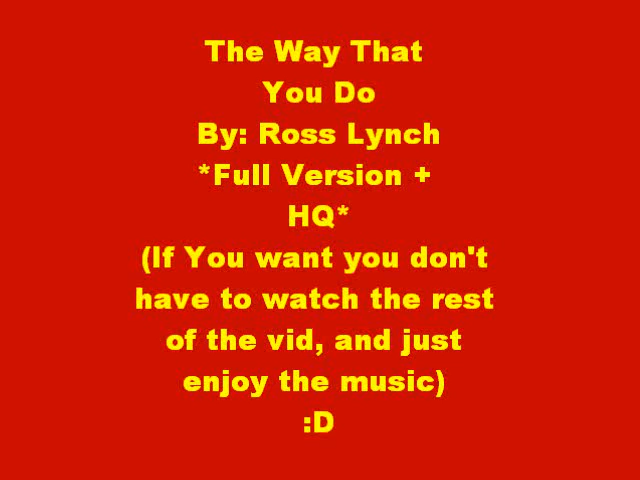 The Way That
You Do
By: Ross Lynch
*Full Version +
HQ*
(If You want you don't
have to watch the rest
of the vid, and just
enjoy the music)
:D